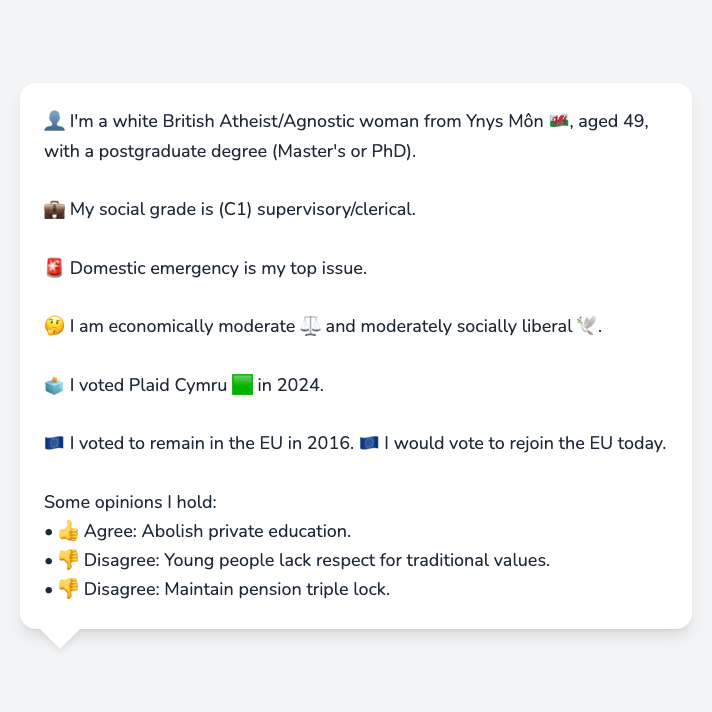 👤 I'm a white British Atheist/Agnostic woman from Ynys Môn 🏴󠁧󠁢󠁷󠁬󠁳󠁿, aged 49,
with a postgraduate degree (Master's or PhD).
💼 My social grade is (C1) supervisory/clerical.
🚨 Domestic emergency is my top issue.
🤔 I am economically moderate ⚖️ and moderately socially liberal 🕊️.
🗳️ I voted Plaid Cymru 🟩 in 2024.
🇪🇺 I voted to remain in the EU in 2016. 🇪🇺 I would vote to rejoin the EU today.
Some opinions I hold:
• 👍 Agree: Abolish private education.
• 👎 Disagree: Young people lack respect for traditional values.
• 👎 Disagree: Maintain pension triple lock.